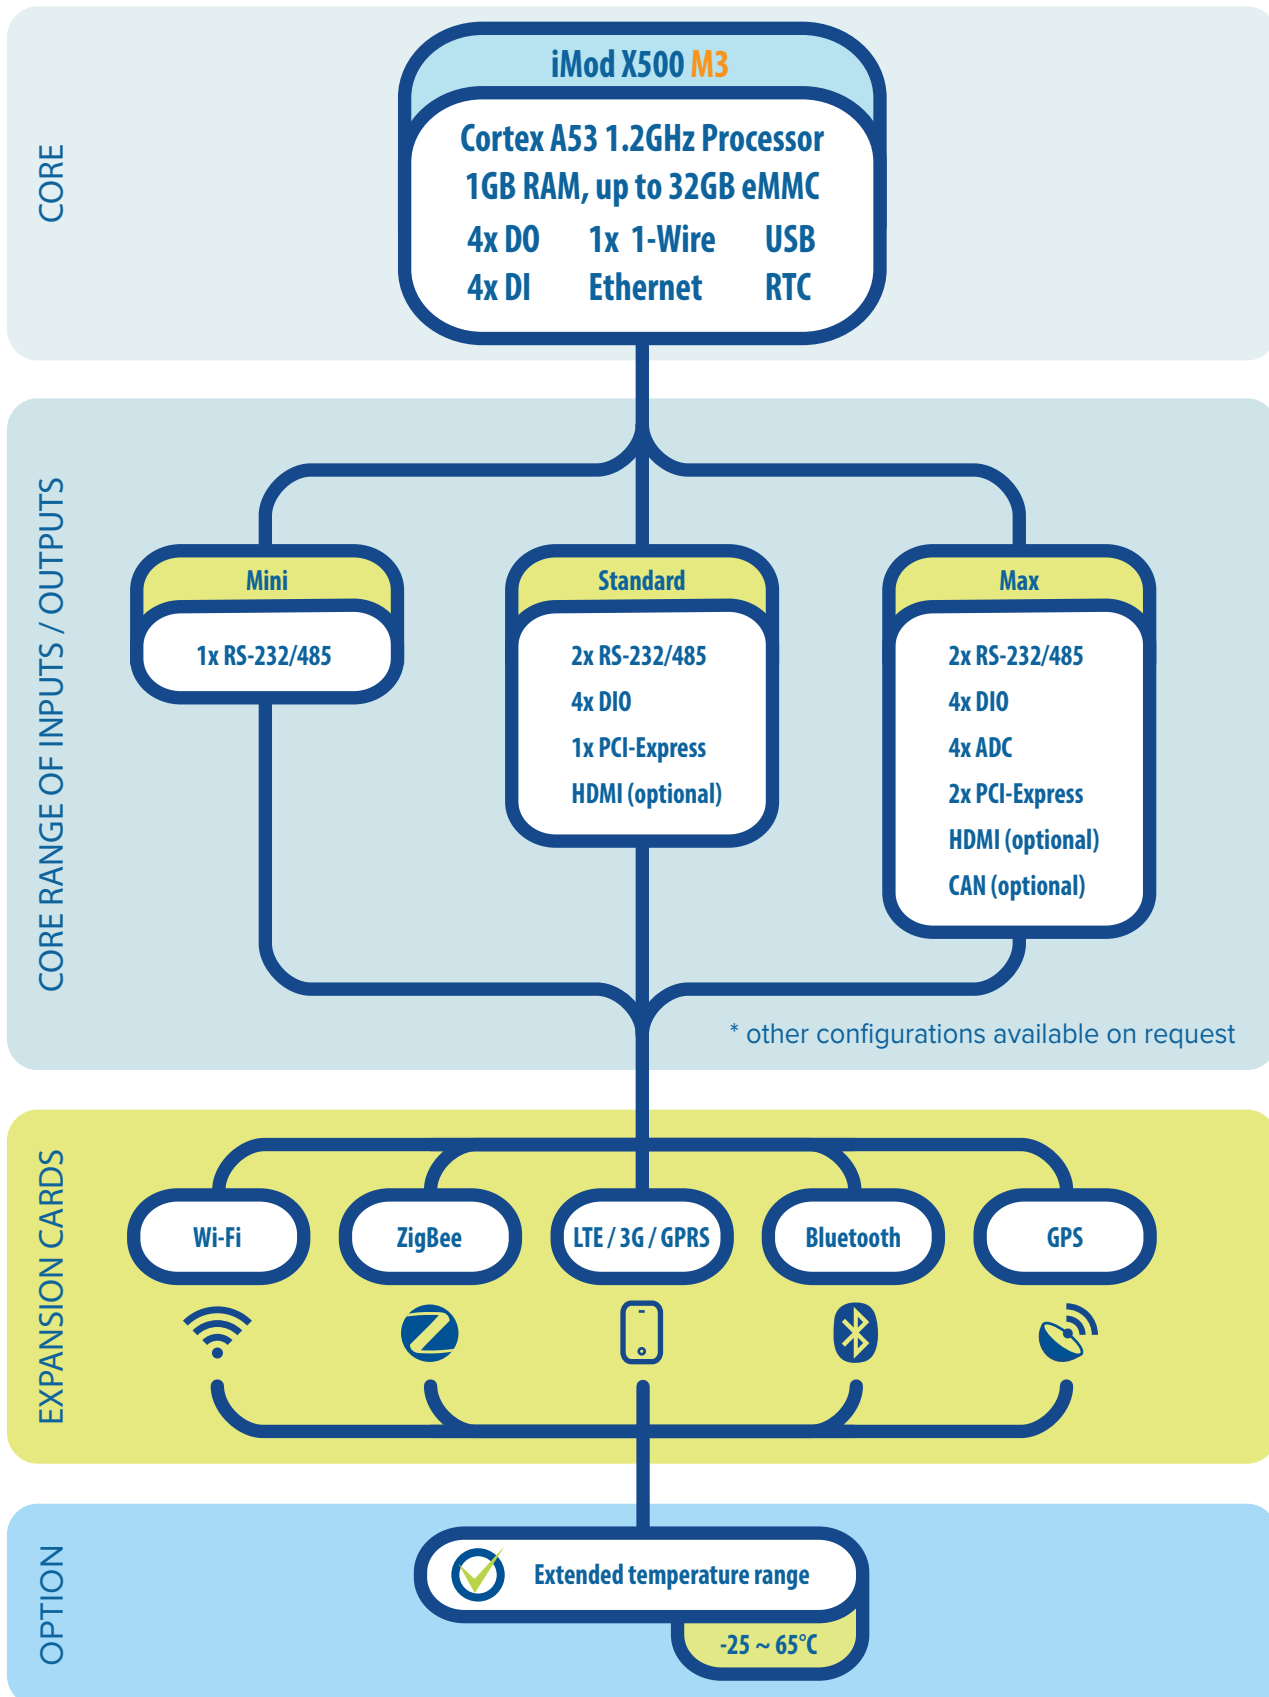 CORE
iMod X500 M3
Cortex A53 1.2GHz Processor
1GB RAM, up to 32GB eMMC
4x DO 1x 1-Wire USB
4x DI Ethernet RTC
CORE RANGE OF INPUTS / OUTPUTS
Mini
1x RS-232/485
Standard
2x RS-232/485
4x DIO
1x PCI-Express
HDMI (optional)
Max
2x RS-232/485
4x DIO
4x ADC
2x PCI-Express
HDMI (optional)
CAN (optional)
* other configurations available on request
EXPANSION CARDS
Wi-Fi
ZigBee
LTE / 3G / GPRS
Bluetooth
GPS
OPTION
Extended temperature range
-25 ~ 65°C